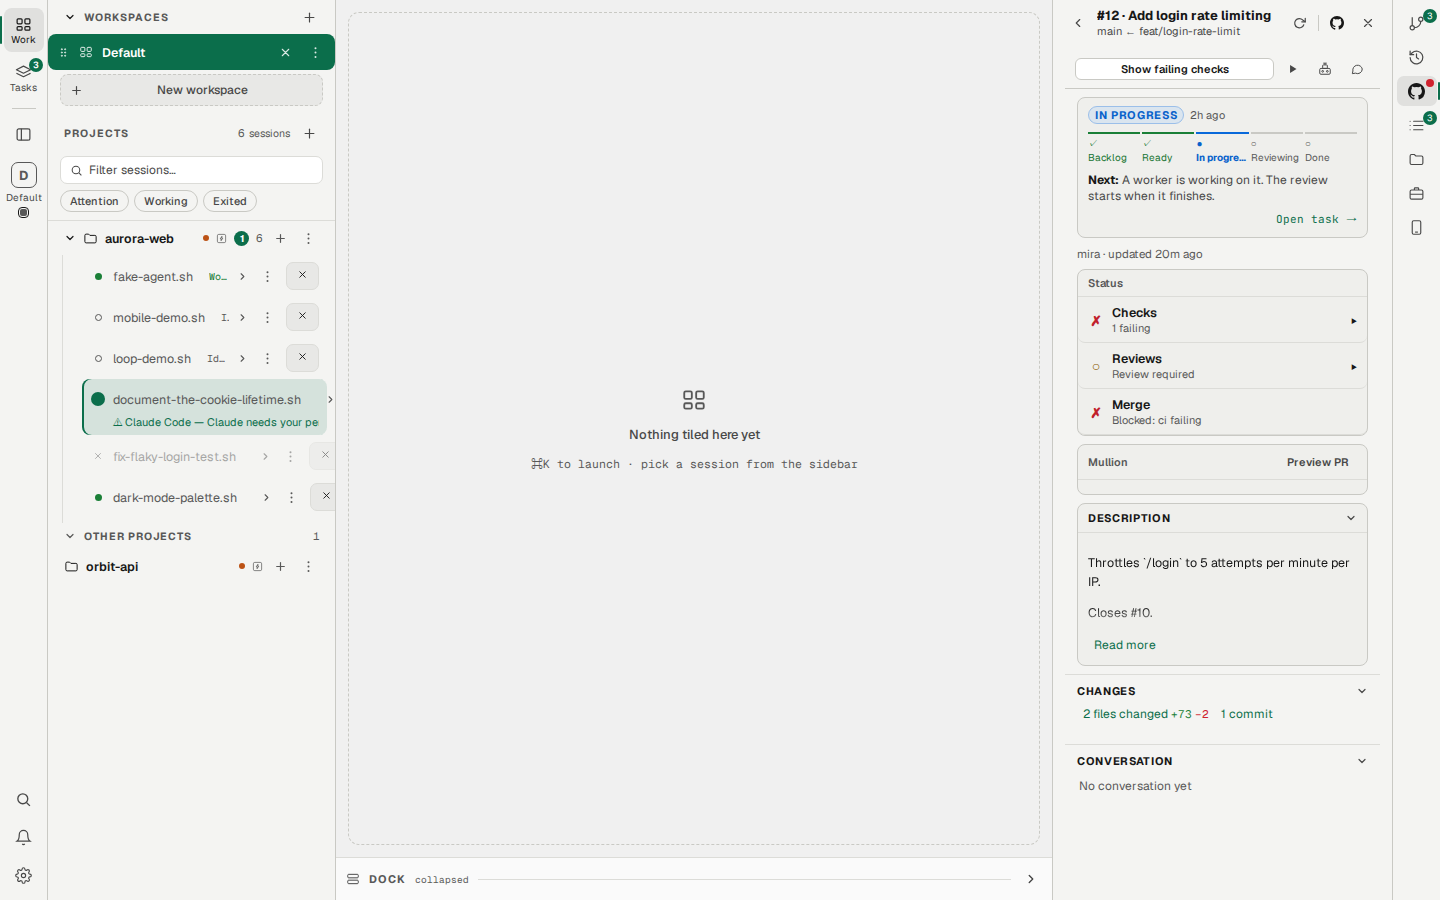 Work
Tasks
3
D
Default
WORKSPACES
Default
New workspace
PROJECTS
6 sessions
Filter sessions...
Attention
Working
Exited
aurora-web
1
6
fake-agent.sh
Wo…
mobile-demo.sh
I.
loop-demo.sh
Id…
document-the-cookie-lifetime.sh
Claude Code — Claude needs your pe
fix-flaky-login-test.sh
dark-mode-palette.sh
OTHER PROJECTS
1
orbit-api
Nothing tiled here yet
⌘K to launch · pick a session from the sidebar
DOCK
collapsed
#12 · Add login rate limiting
main ← feat/login-rate-limit
Show failing checks
IN PROGRESS
2h ago
Backlog
Ready
In progre…
Reviewing
Done
Next: A worker is working on it. The review
starts when it finishes.
Open task →
mira · updated 20m ago
Status
Checks
1 failing
Reviews
Review required
Merge
Blocked: ci failing
Mullion
Preview PR
DESCRIPTION
Throttles `/login` to 5 attempts per minute per
IP.
Closes #10.
Read more
CHANGES
2 files changed +73 −2
1 commit
CONVERSATION
No conversation yet
3
3